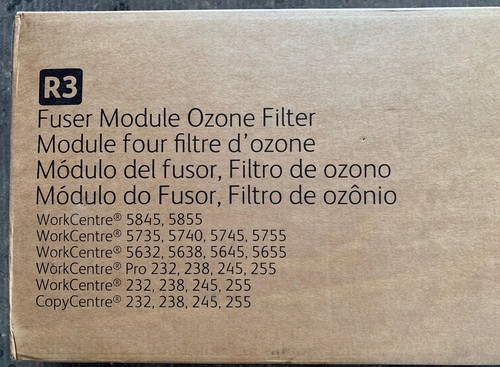 R3
Fuser Module Ozone Filter
Module four filtre d'ozone
Módulo del fusor, Filtro de ozono
Módulo do Fusor, Filtro de ozônio
WorkCentre® 5845, 5855
WorkCentre® 5735, 5740, 5745, 5755
WorkCentre® 5632, 5638, 5645, 5655
WorkCentre® Pro 232, 238, 245, 255
WorkCentre® 232, 238, 245, 255
CopyCentre® 232, 238, 245, 255